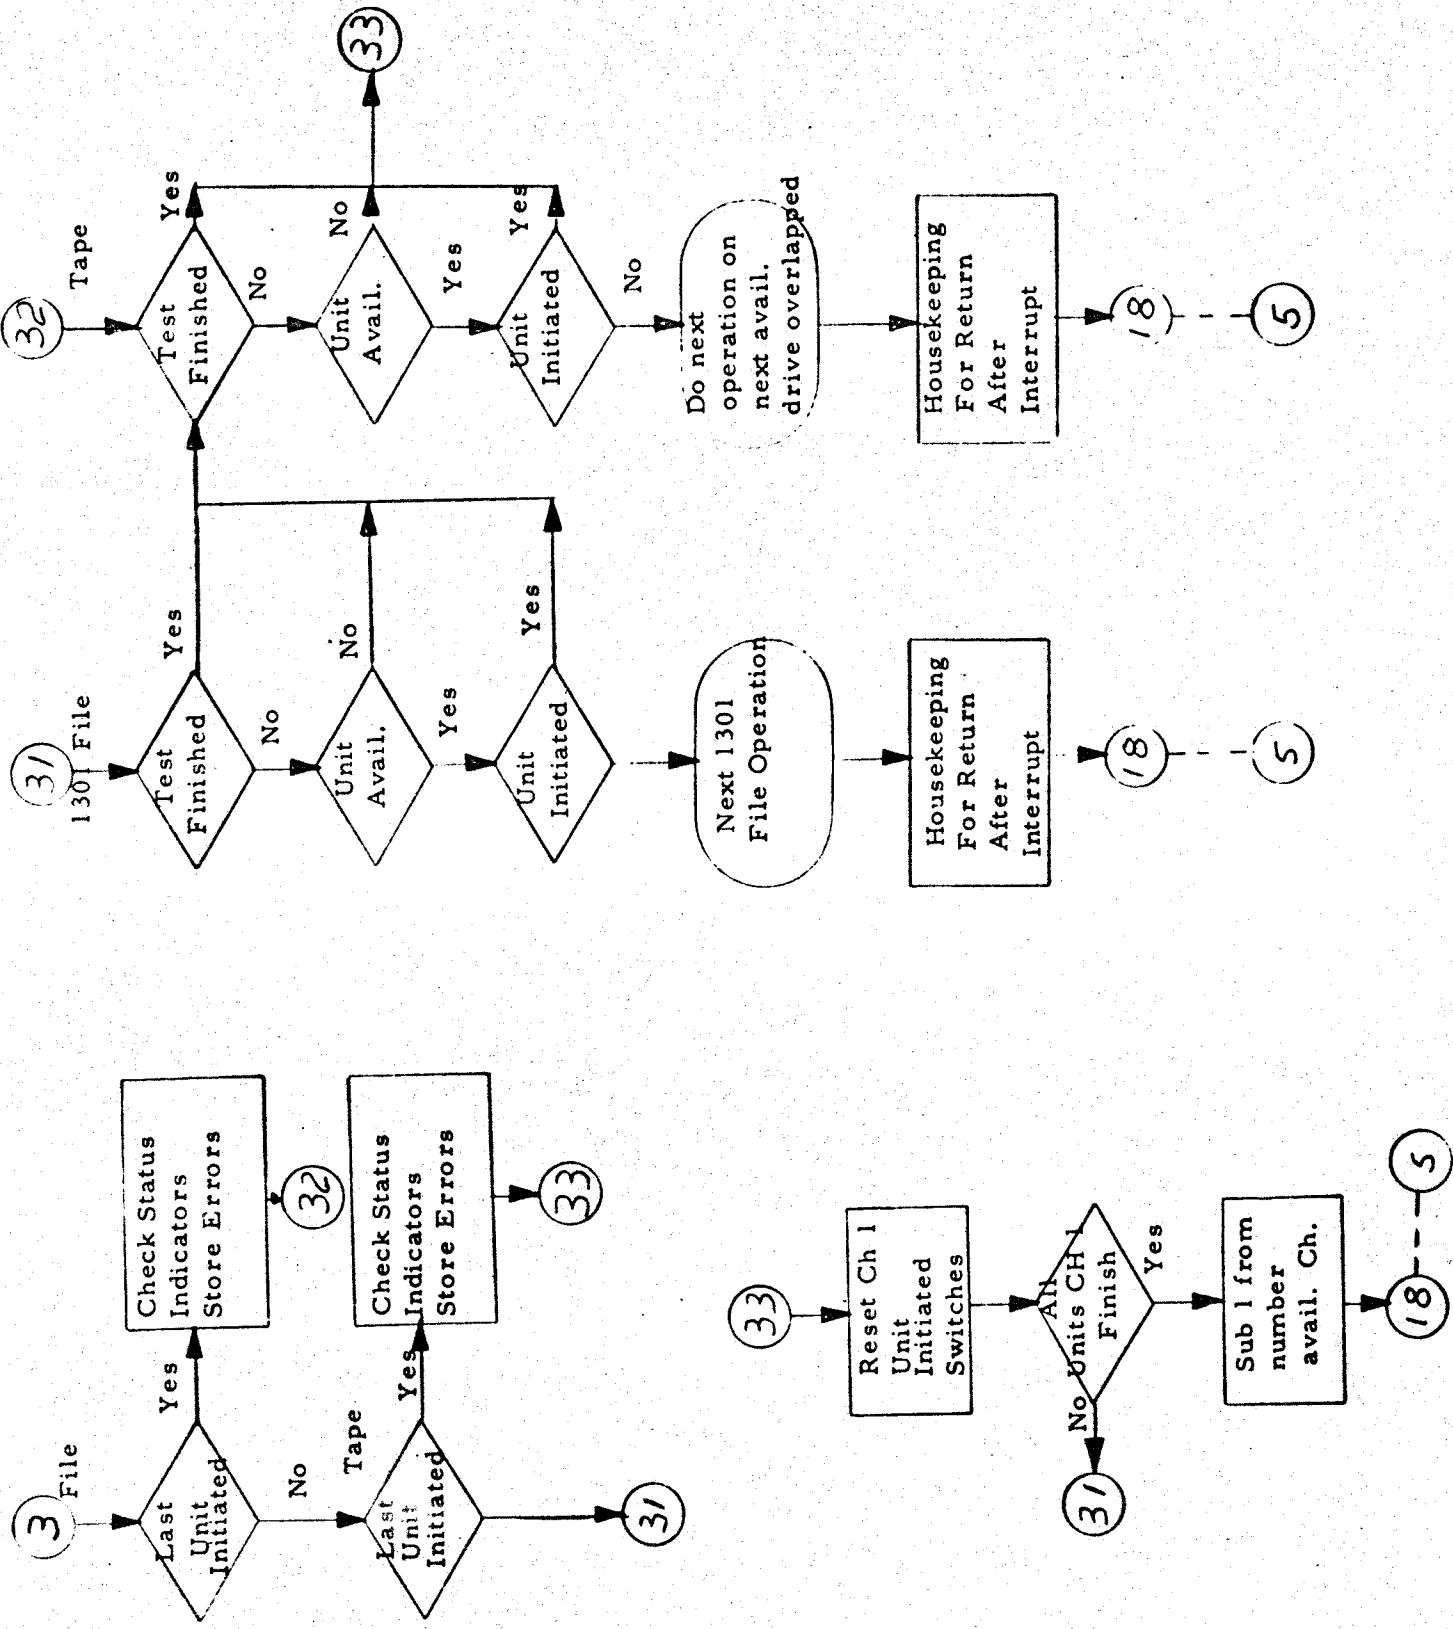 3
File
Last
Unit
Initiated
Yes
Check Status
Indicators
Store Errors
32
No
Tape
Last
Unit
Initiated
Yes
Check Status
Indicators
Store Errors
33
31
31
1301 File
Test
Finished
Yes
No
Unit
Avail.
No
Yes
Unit
Initiated
Yes
Next 1301
File Operation
Housekeeping
For Return
After
Interrupt
18
5
32
Tape
Test
Finished
Yes
33
No
Unit
Avail.
No
Yes
Unit
Initiated
Yes
No
Do next
operation on
next avail.
drive overlapped
Housekeeping
For Return
After
Interrupt
18
5
33
Reset Ch 1
Unit
Initiated
Switches
All
Units CH 1
Finish
No
31
Yes
Sub 1 from
number
avail. Ch.
18
5